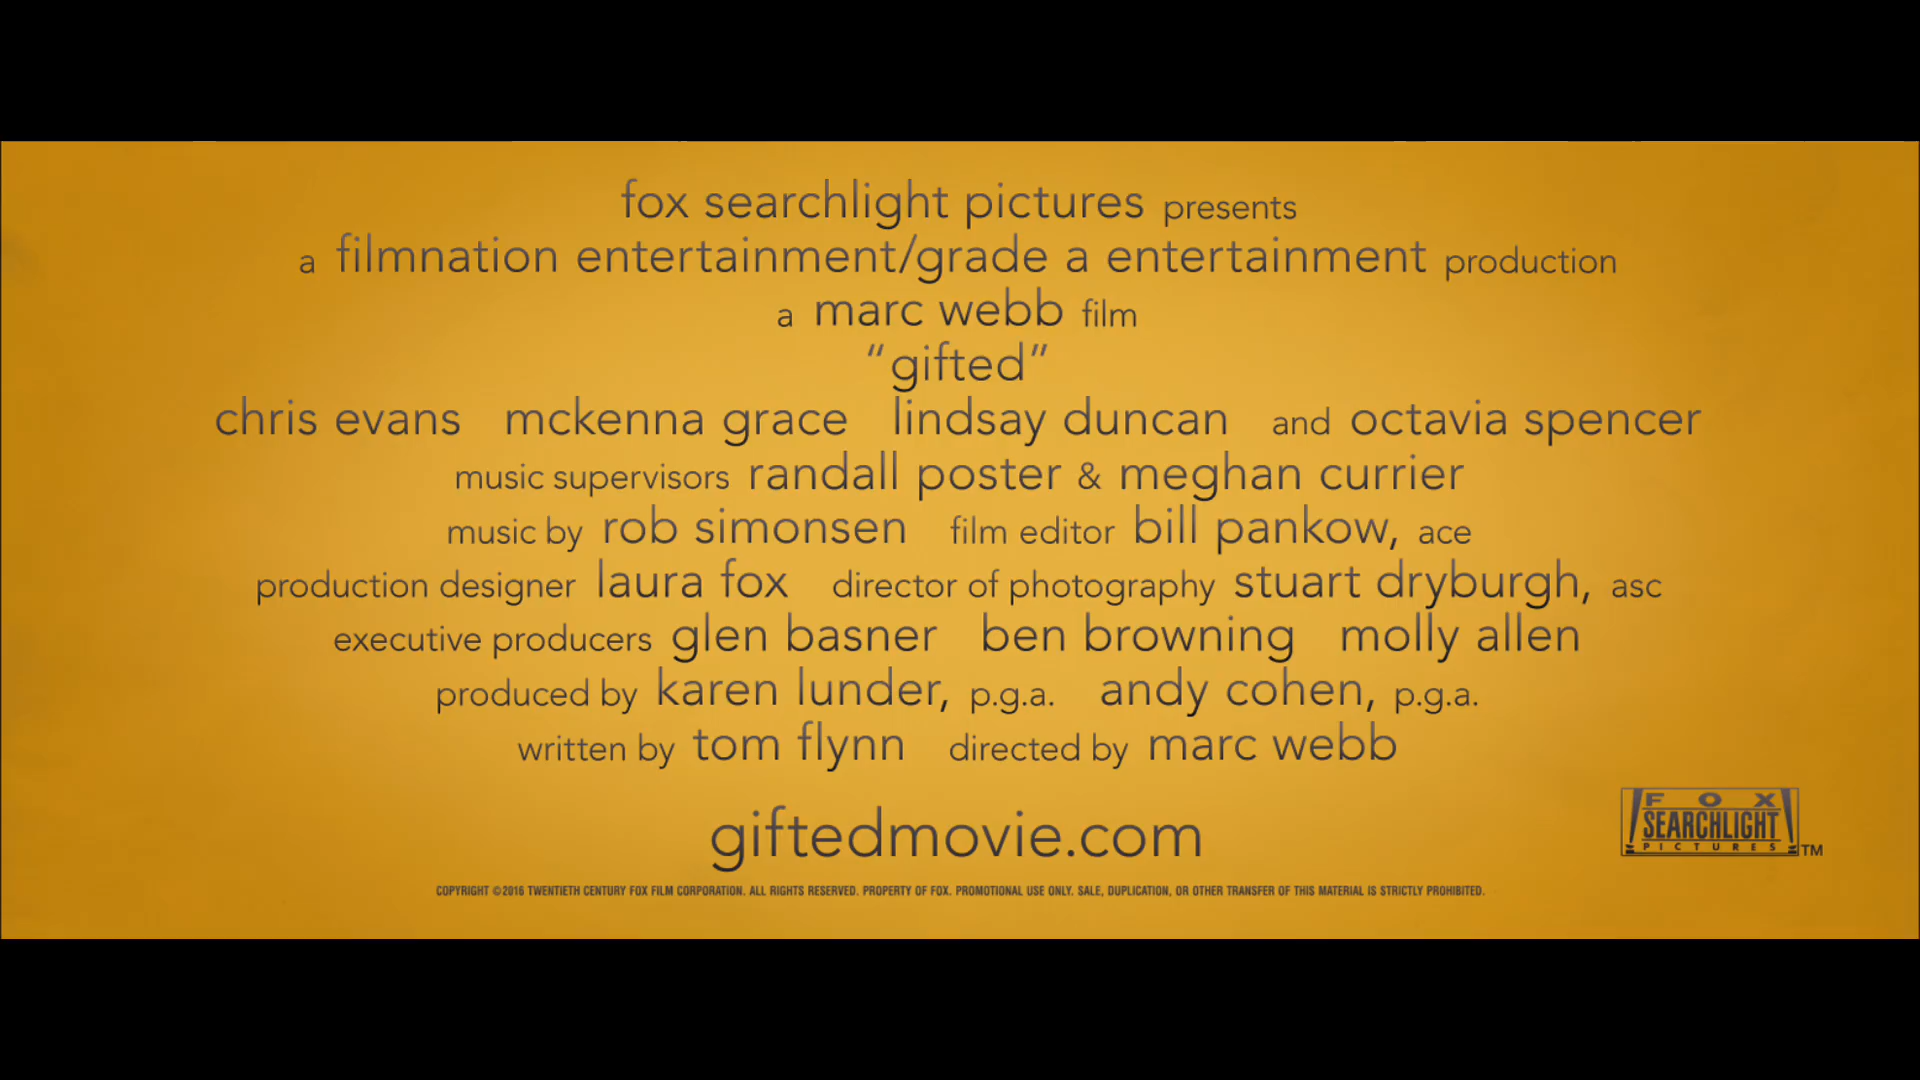 fox searchlight pictures presents
a filmnation entertainment/grade a entertainment production
a marc webb film
“gifted”
chris evans mckenna grace lindsay duncan and octavia spencer
music supervisors randall poster & meghan currier
music by rob simonsen film editor bill pankow, ace
production designer laura fox director of photography stuart dryburgh, asc
executive producers glen basner ben browning molly allen
produced by karen lunder, p.g.a. andy cohen, p.g.a.
written by tom flynn directed by marc webb
giftedmovie.com
FOX
SEARCHLIGHT
PICTURES TM
COPYRIGHT ©2016 TWENTIETH CENTURY FOX FILM CORPORATION. ALL RIGHTS RESERVED. PROPERTY OF FOX. PROMOTIONAL USE ONLY. SALE, DUPLICATION, OR OTHER TRANSFER OF THIS MATERIAL IS STRICTLY PROHIBITED.